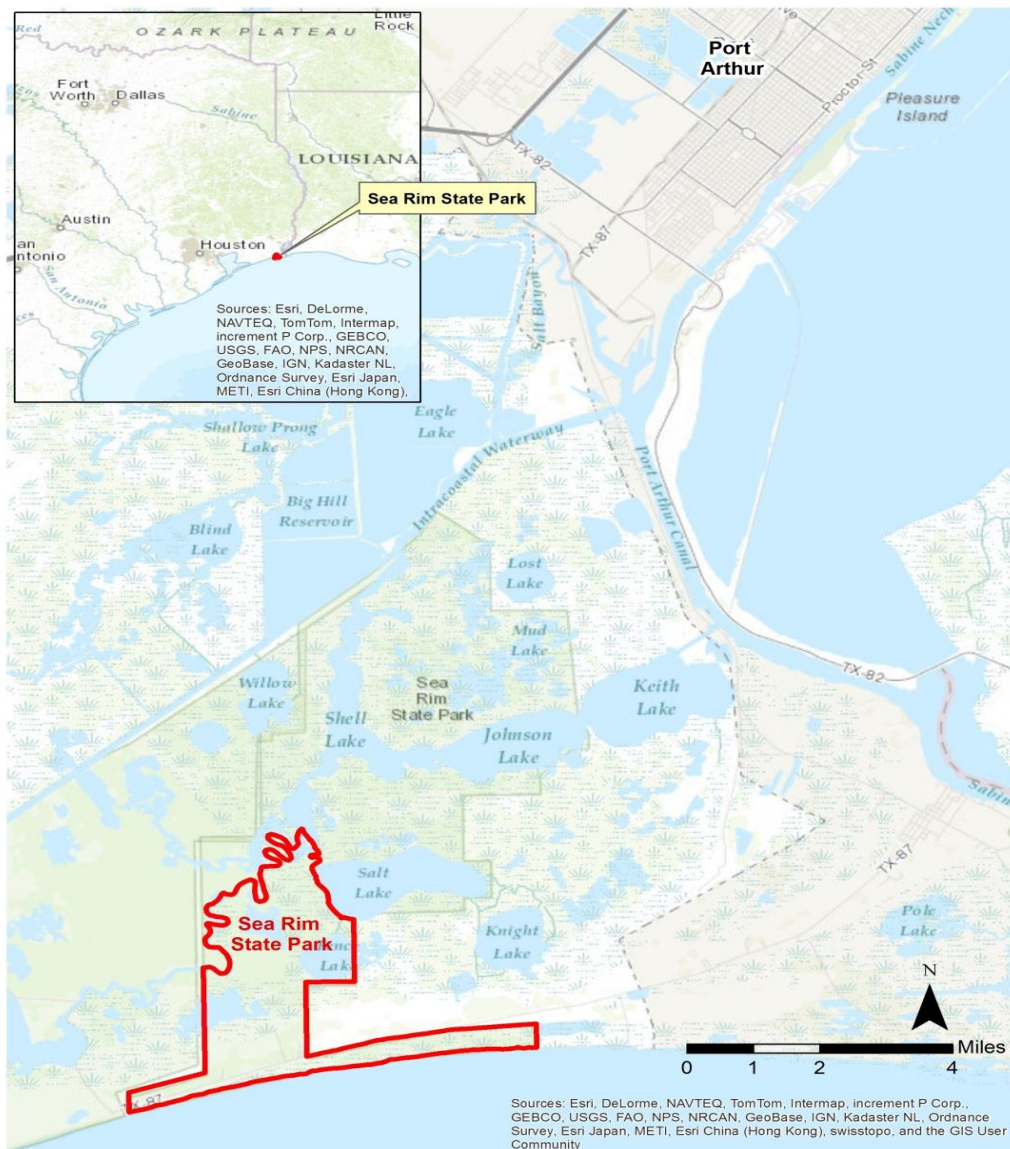 Little
Rock
Red
OZARK PLATEAU
Fort
Worth
Dallas
Sabine
LOUISIANA
Austin
Houston
San Antonio
Sea Rim State Park
Sources: Esri, DeLorme,
NAVTEQ, TomTom, Intermap,
increment P Corp., GEBCO,
USGS, FAO, NPS, NRCAN,
GeoBase, IGN, Kadaster NL,
Ordnance Survey, Esri Japan,
METI, Esri China (Hong Kong),
Port
Arthur
Proctor St
Sabine Nech
Pleasure
Island
TX-82
TX-87
Salt Bayou
Eagle
Lake
Shallow Prong
Lake
Intracoastal Waterway
Big Hill
Reservoir
Blind
Lake
Port Arthur Canal
Lost
Lake
Mud
Lake
Willow
Lake
Sea
Rim
State Park
Keith
Lake
TX-82
Shell
Lake
Johnson
Lake
Sabin
TX-87
Salt
Lake
Sea Rim
State Park
Lake
Knight
Lake
Pole
Lake
N
Miles
0 1 2 4
TX-87
Sources: Esri, DeLorme, NAVTEQ, TomTom, Intermap, increment P Corp.,
GEBCO, USGS, FAO, NPS, NRCAN, GeoBase, IGN, Kadaster NL, Ordnance
Survey, Esri Japan, METI, Esri China (Hong Kong), swisstopo, and the GIS User
Community